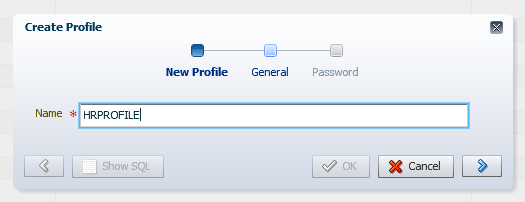 Create Profile
New Profile General Password
Name * HRPROFILE
Show SQL OK Cancel